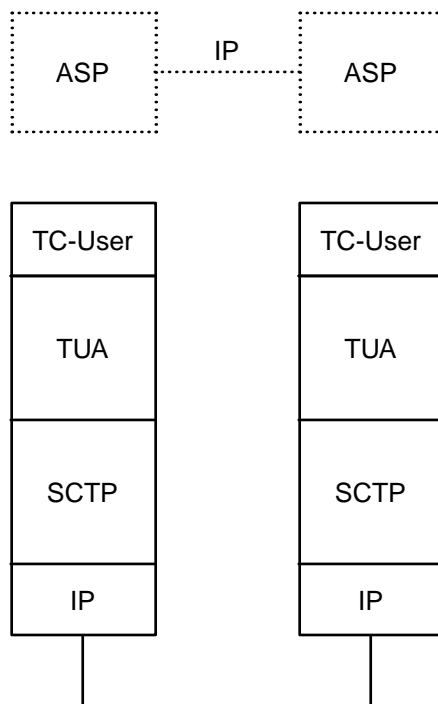 IP
ASP
ASP
TC-User
TC-User
TUA
TUA
SCTP
SCTP
IP
IP